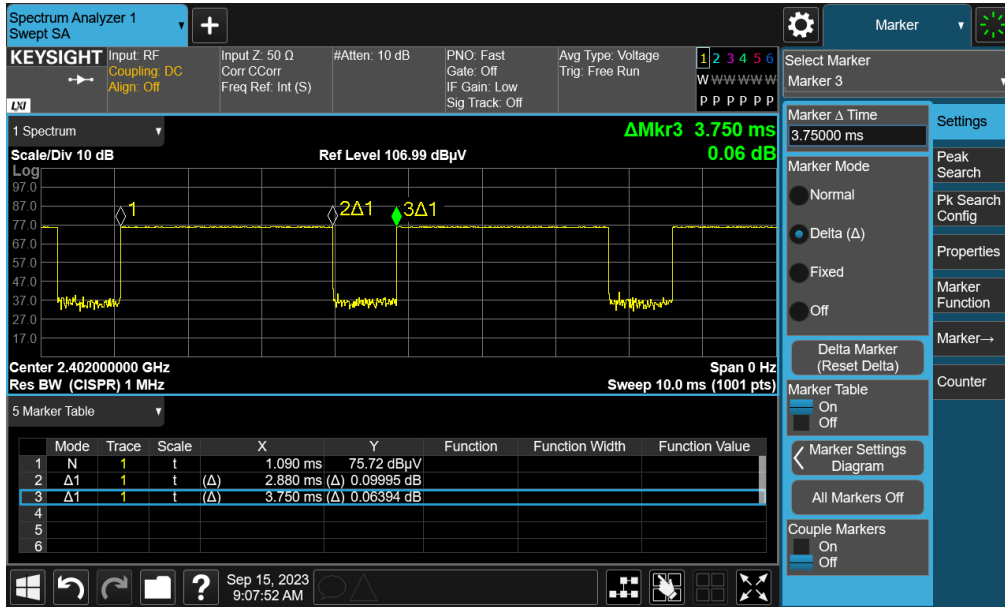 Spectrum Analyzer 1
Swept SA
Marker
KEYSIGHT
LXI
Input: RF
Coupling: DC
Align: Off
Input Z: 50 Ω
Corr CCorr
Freq Ref: Int (S)
#Atten: 10 dB
PNO: Fast
Gate: Off
IF Gain: Low
Sig Track: Off
Avg Type: Voltage
Trig: Free Run
1 2 3 4 5 6
W W W W W W
P P P P P P
Select Marker
Marker 3
1 Spectrum
ΔMkr3 3.750 ms
0.06 dB
Scale/Div 10 dB
Ref Level 106.99 dBµV
Log
97.0
87.0
77.0
67.0
57.0
47.0
37.0
27.0
17.0
1
2Δ1
3Δ1
Center 2.402000000 GHz
Span 0 Hz
Res BW (CISPR) 1 MHz
Sweep 10.0 ms (1001 pts)
5 Marker Table
Mode Trace Scale X Y Function Function Width Function Value
1 N 1 t 1.090 ms 75.72 dBµV
2 Δ1 1 t (Δ) 2.880 ms (Δ) 0.09995 dB
3 Δ1 1 t (Δ) 3.750 ms (Δ) 0.06394 dB
4
5
6
Marker Δ Time
3.75000 ms
Marker Mode
Normal
Delta (Δ)
Fixed
Off
Delta Marker
(Reset Delta)
Marker Table
On
Off
Marker Settings
Diagram
All Markers Off
Couple Markers
On
Off
Settings
Peak
Search
Pk Search
Config
Properties
Marker
Function
Marker→
Counter
?
Sep 15, 2023
9:07:52 AM